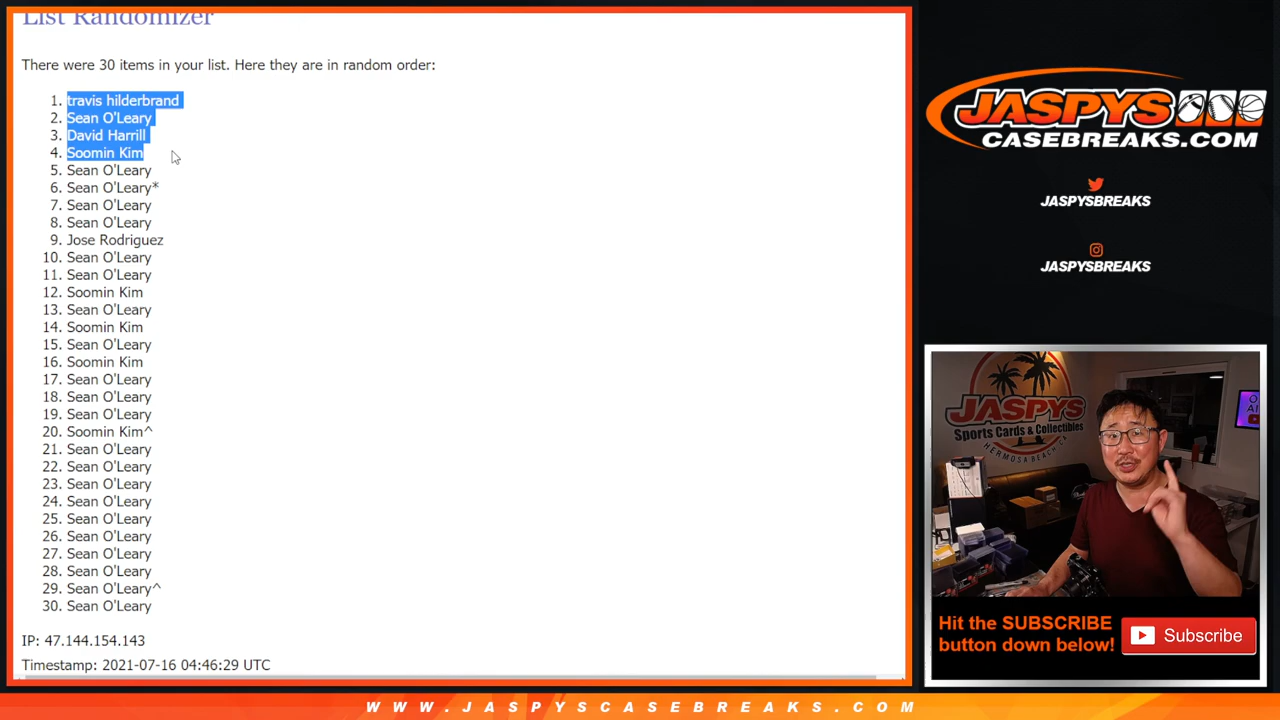 List Randomizer
There were 30 items in your list. Here they are in random order:
1. travis hilderbrand
2. Sean O'Leary
3. David Harrill
4. Soomin Kim
5. Sean O'Leary
6. Sean O'Leary*
7. Sean O'Leary
8. Sean O'Leary
9. Jose Rodriguez
10. Sean O'Leary
11. Sean O'Leary
12. Soomin Kim
13. Sean O'Leary
14. Soomin Kim
15. Sean O'Leary
16. Soomin Kim
17. Sean O'Leary
18. Sean O'Leary
19. Sean O'Leary
20. Soomin Kim^
21. Sean O'Leary
22. Sean O'Leary
23. Sean O'Leary
24. Sean O'Leary
25. Sean O'Leary
26. Sean O'Leary
27. Sean O'Leary
28. Sean O'Leary
29. Sean O'Leary^
30. Sean O'Leary
IP: 47.144.154.143
Timestamp: 2021-07-16 04:46:29 UTC
JASPYS
CASEBREAKS.COM
JASPYSBREAKS
JASPYSBREAKS
JASPYS
Sports Cards & Collectibles
HERMOSA BEACH, CA
Hit the SUBSCRIBE
button down below!
Subscribe
WWW.JASPYSCASEBREAKS.COM